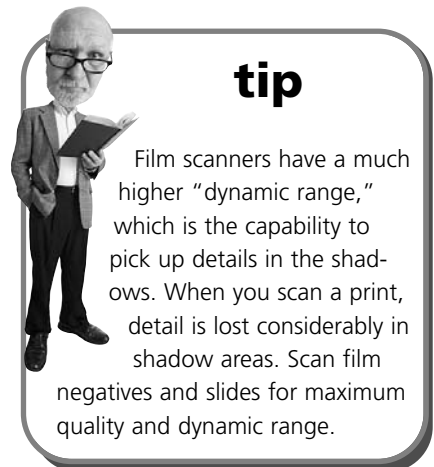 tip
Film scanners have a much
higher “dynamic range,”
which is the capability to
pick up details in the shad-
ows. When you scan a print,
detail is lost considerably in
shadow areas. Scan film
negatives and slides for maximum
quality and dynamic range.